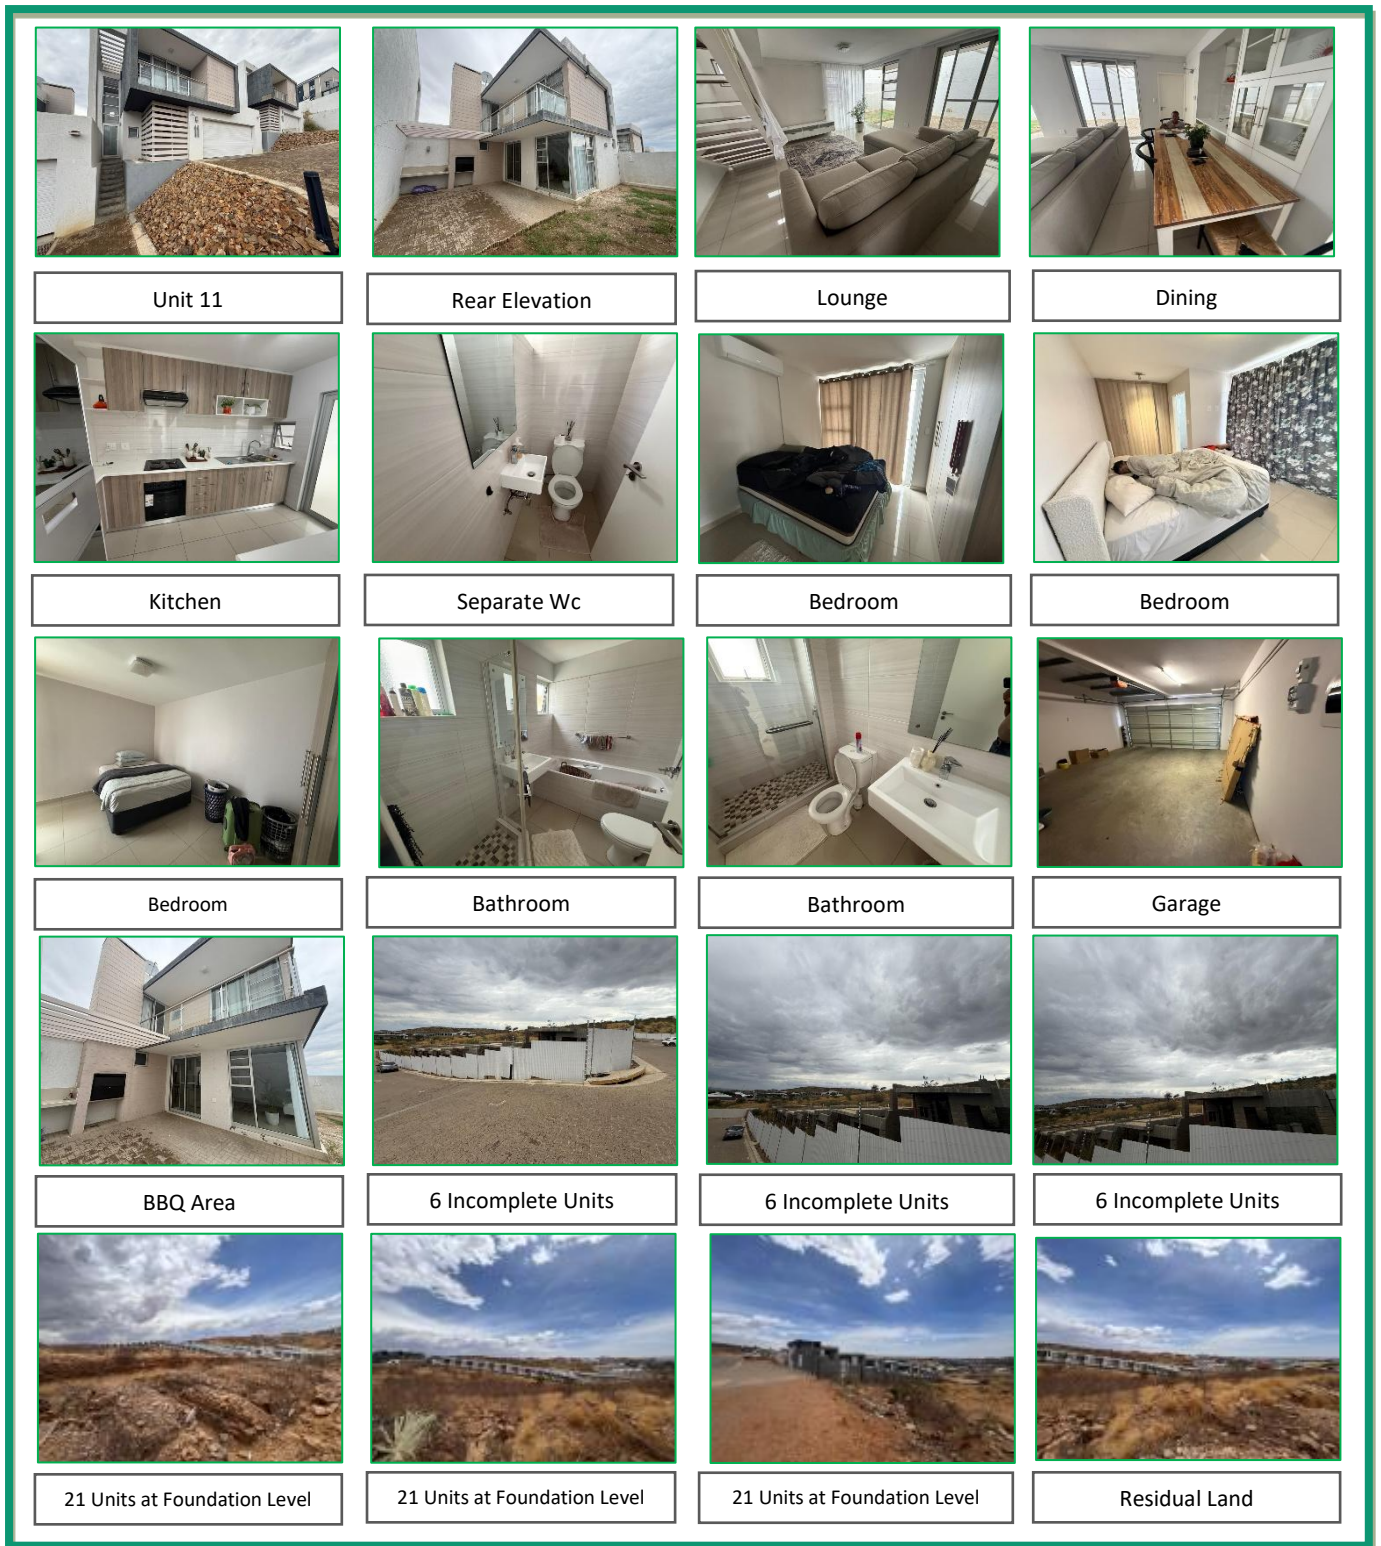 Unit 11
Rear Elevation
Lounge
Dining
Kitchen
Separate Wc
Bedroom
Bedroom
Bedroom
Bathroom
Bathroom
Garage
BBQ Area
6 Incomplete Units
6 Incomplete Units
6 Incomplete Units
21 Units at Foundation Level
21 Units at Foundation Level
21 Units at Foundation Level
Residual Land